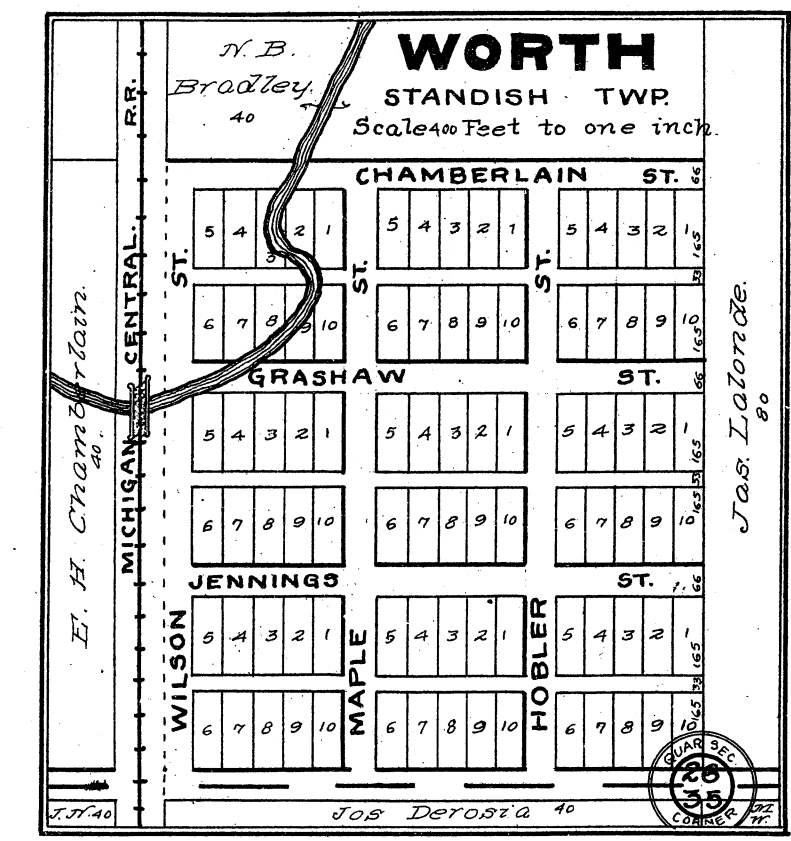 WORTH
STANDISH TWP.
Scale 400 Feet to one inch.
N. B.
Bradley.
40
R.R.
CENTRAL.
MICHIGAN
E. H. Chamberlain.
40.
Jas. Lalonde.
80
CHAMBERLAIN ST. 66
5 4 3 2 1
5 4 3 2 1
5 4 3 2 1 165
ST.
ST.
ST.
33
6 7 8 9 10
6 7 8 9 10
6 7 8 9 10 165
GRASHAW ST. 66
5 4 3 2 1
5 4 3 2 1
5 4 3 2 1 165
33
6 7 8 9 10
6 7 8 9 10
6 7 8 9 10 165
JENNINGS ST. 66
5 4 3 2 1
5 4 3 2 1
5 4 3 2 1 165
WILSON
MAPLE
HOBLER
33
6 7 8 9 10
6 7 8 9 10
6 7 8 9 10 165
QUAR SEC.
26
35
CORNER
J.N. 40
Jos Derosia 40
M.
W.